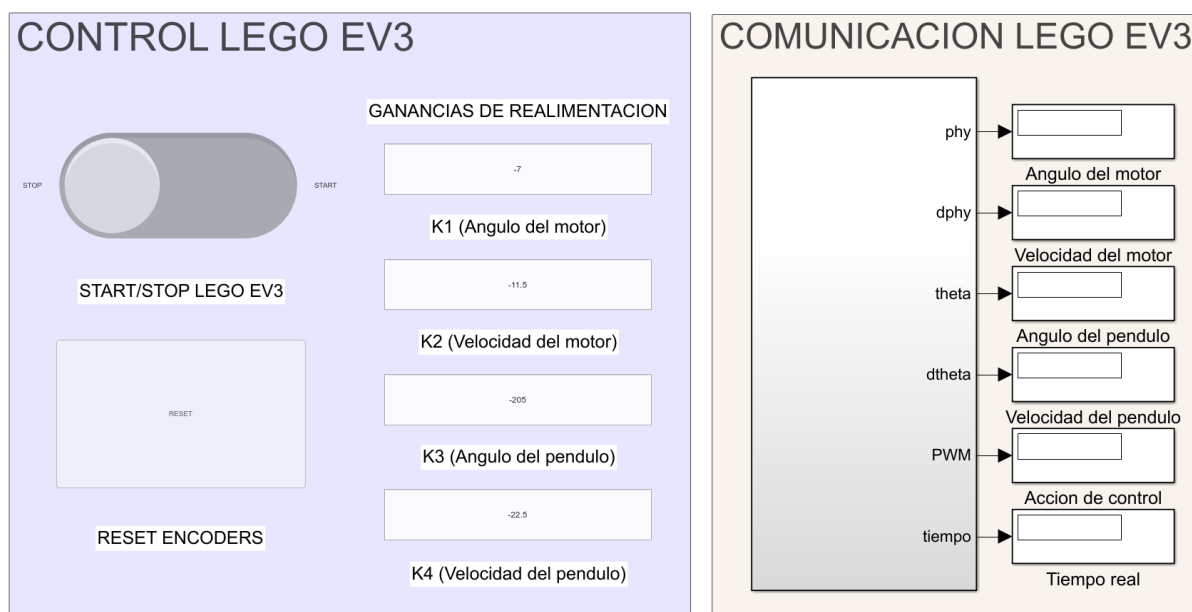 CONTROL LEGO EV3
STOP
START
START/STOP LEGO EV3
RESET
RESET ENCODERS
GANANCIAS DE REALIMENTACION
-7
K1 (Angulo del motor)
-11.5
K2 (Velocidad del motor)
-205
K3 (Angulo del pendulo)
-22.5
K4 (Velocidad del pendulo)
COMUNICACION LEGO EV3
phy
Angulo del motor
dphy
Velocidad del motor
theta
Angulo del pendulo
dtheta
Velocidad del pendulo
PWM
Accion de control
tiempo
Tiempo real